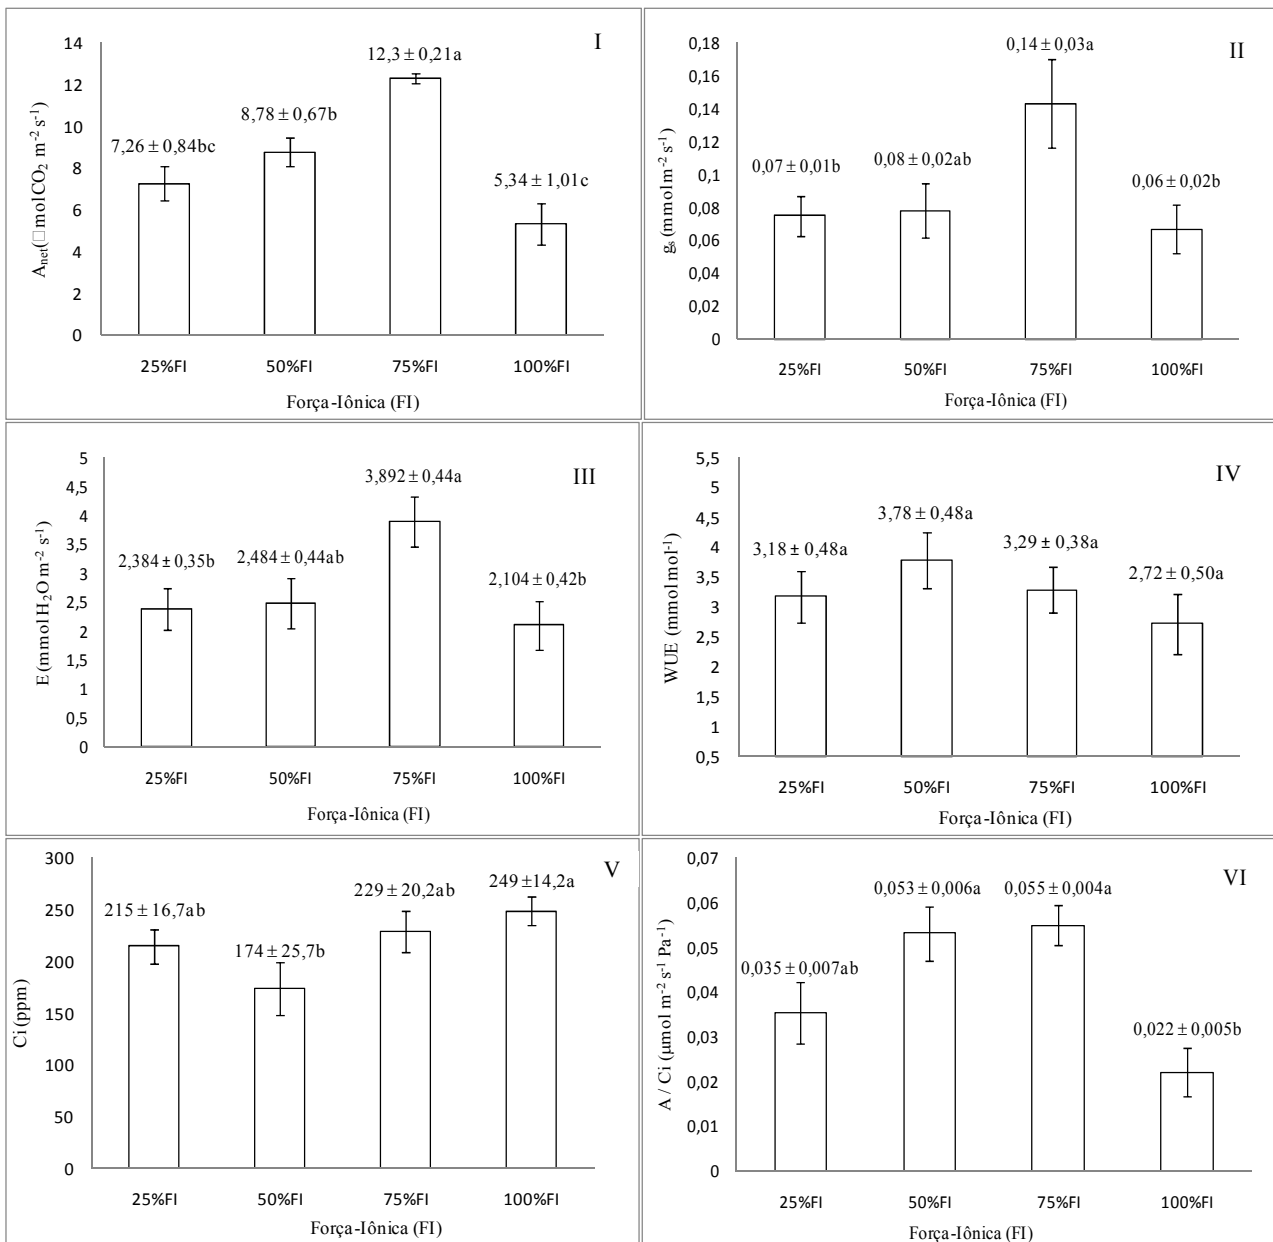 I
A_net(□molCO₂ m⁻² s⁻¹)
14
12
10
8
6
4
2
0
7,26 ± 0,84bc
8,78 ± 0,67b
12,3 ± 0,21a
5,34 ± 1,01c
25%FI 50%FI 75%FI 100%FI
Força-Iônica (FI)
II
gₛ (mmolm⁻² s⁻¹)
0,18
0,16
0,14
0,12
0,1
0,08
0,06
0,04
0,02
0
0,07 ± 0,01b
0,08 ± 0,02ab
0,14 ± 0,03a
0,06 ± 0,02b
25%FI 50%FI 75%FI 100%FI
Força-Iônica (FI)
III
E (mmol H₂O m⁻² s⁻¹)
5
4,5
4
3,5
3
2,5
2
1,5
1
0,5
0
2,384 ± 0,35b
2,484 ± 0,44ab
3,892 ± 0,44a
2,104 ± 0,42b
25%FI 50%FI 75%FI 100%FI
Força-Iônica (FI)
IV
WUE (mmol mol⁻¹)
5,5
5
4,5
4
3,5
3
2,5
2
1,5
1
0,5
3,18 ± 0,48a
3,78 ± 0,48a
3,29 ± 0,38a
2,72 ± 0,50a
25%FI 50%FI 75%FI 100%FI
Força-Iônica (FI)
V
Ci (ppm)
300
250
200
150
100
50
0
215 ± 16,7ab
174 ± 25,7b
229 ± 20,2ab
249 ±14,2a
25%FI 50%FI 75%FI 100%FI
Força-Iônica (FI)
VI
A / Ci (µmol m⁻² s⁻¹ Pa⁻¹)
0,07
0,06
0,05
0,04
0,03
0,02
0,01
0
0,035 ± 0,007ab
0,053 ± 0,006a
0,055 ± 0,004a
0,022 ± 0,005b
25%FI 50%FI 75%FI 100%FI
Força-Iônica (FI)